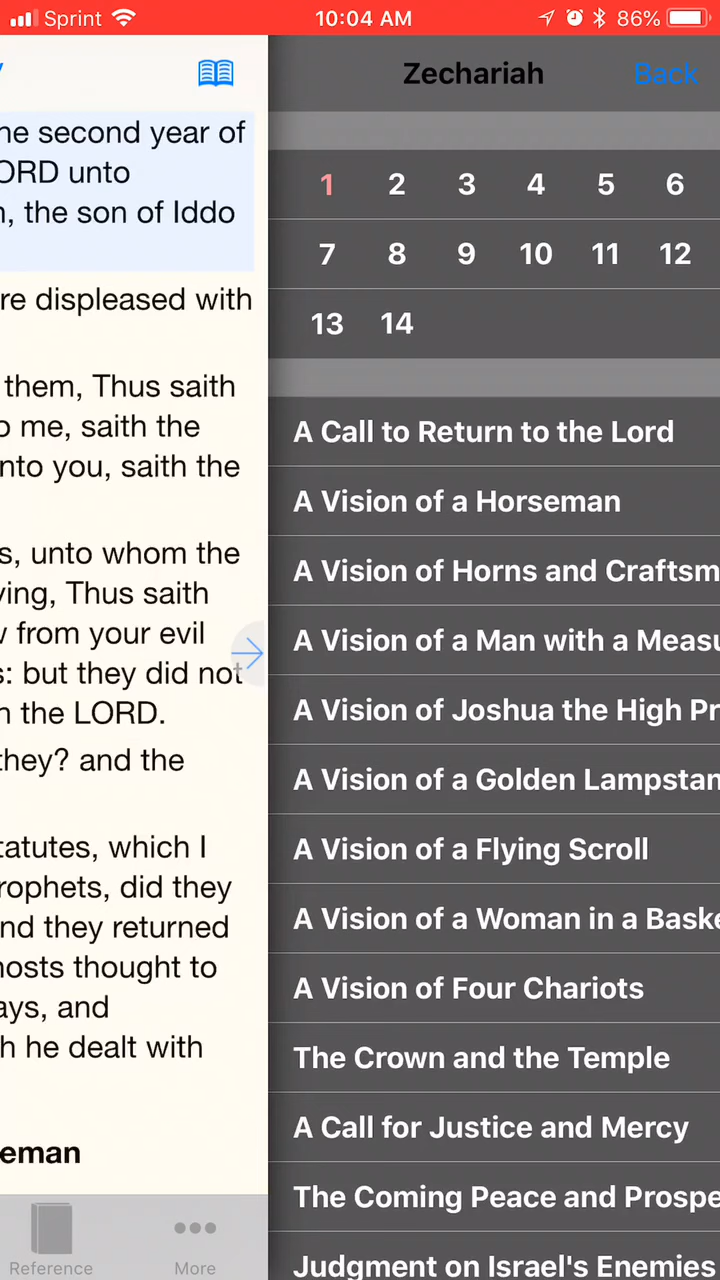 Sprint 10:04 AM 86%
Zechariah Back
he second year of
ORD unto
, the son of Iddo
re displeased with
them, Thus saith
o me, saith the
nto you, saith the
s, unto whom the
ying, Thus saith
from your evil
s: but they did not
n the LORD.
they? and the
tatutes, which I
rophets, did they
nd they returned
hosts thought to
ays, and
h he dealt with
eman
Reference More
1 2 3 4 5 6
7 8 9 10 11 12
13 14
A Call to Return to the Lord
A Vision of a Horseman
A Vision of Horns and Craftsm
A Vision of a Man with a Measu
A Vision of Joshua the High Pr
A Vision of a Golden Lampstan
A Vision of a Flying Scroll
A Vision of a Woman in a Baske
A Vision of Four Chariots
The Crown and the Temple
A Call for Justice and Mercy
The Coming Peace and Prospe
Judgment on Israel's Enemies